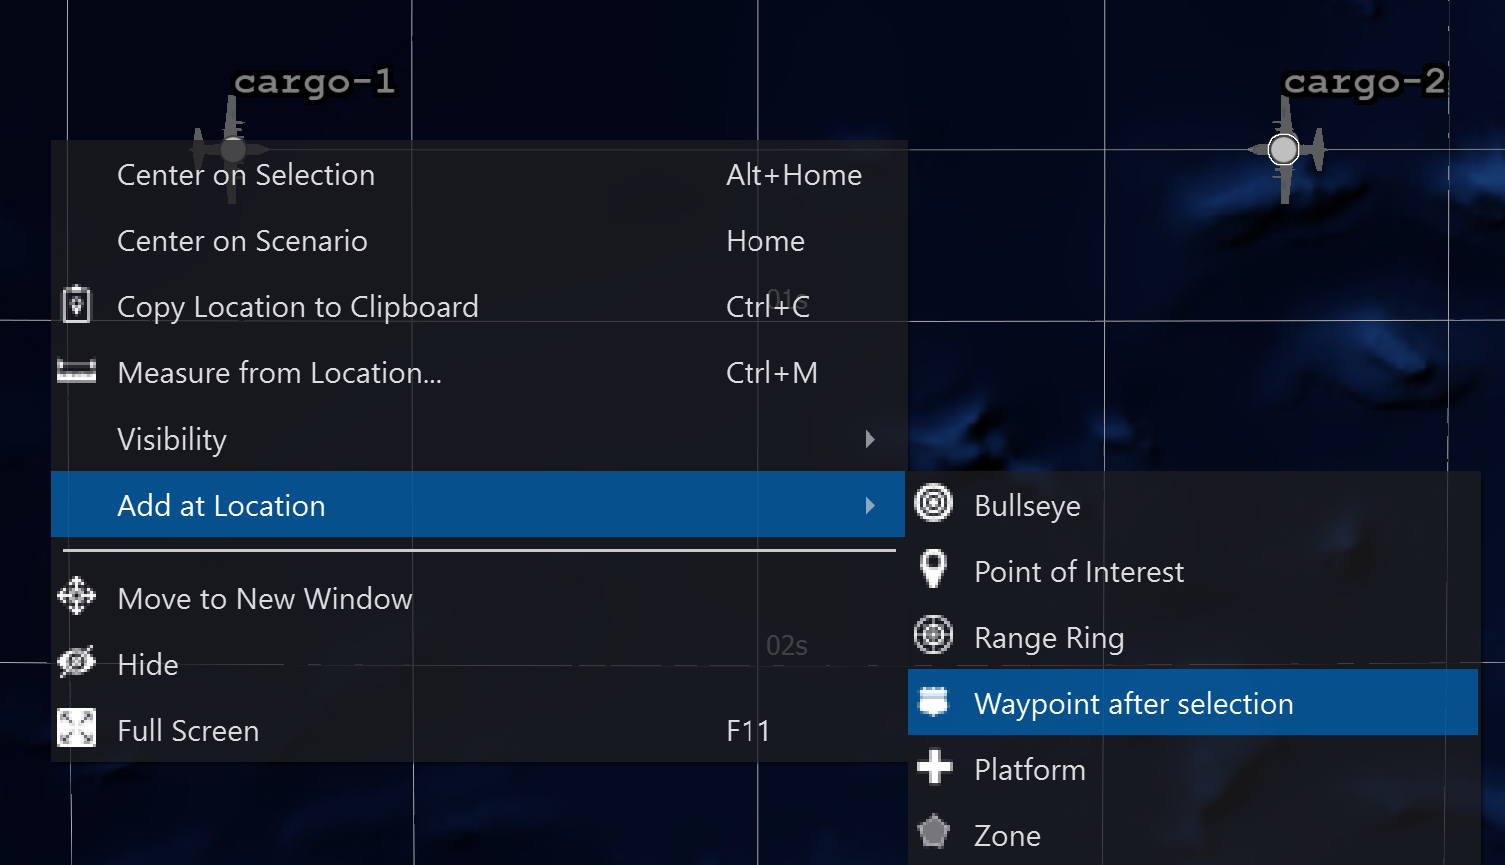 cargo-1
cargo-2
Center on Selection Alt+Home
Center on Scenario Home
01s
Copy Location to Clipboard Ctrl+C
Measure from Location... Ctrl+M
Visibility
Add at Location
Bullseye
Point of Interest
Move to New Window
Range Ring
02s
Hide
Waypoint after selection
Full Screen F11
Platform
Zone